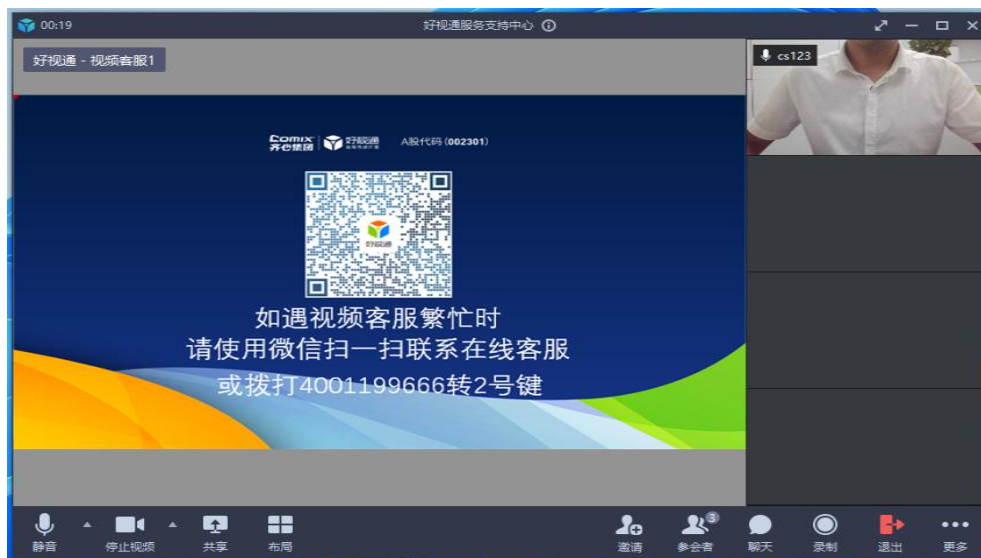 00:19
好视通服务支持中心
好视通 - 视频客服1
cs123
Comix
齐心集团
好视通
A股代码 (002301)
好视通
如遇视频客服繁忙时
请使用微信扫一扫联系在线客服
或拨打4001199666转2号键
静音
停止视频
共享
布局
邀请
3
参会者
聊天
录制
退出
更多